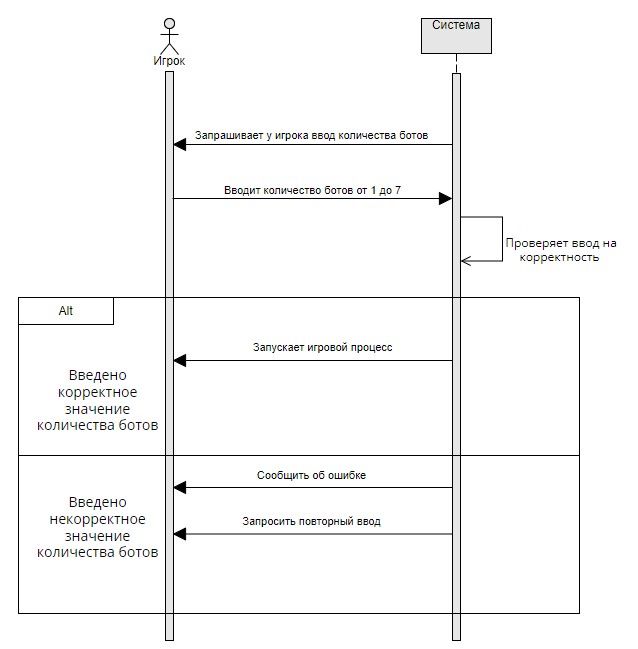 Игрок
Система
Запрашивает у игрока ввод количества ботов
Вводит количество ботов от 1 до 7
Проверяет ввод на
корректность
Alt
Запускает игровой процесс
Введено
корректное
значение
количества ботов
Сообщить об ошибке
Введено
некорректное
значение
количества ботов
Запросить повторный ввод